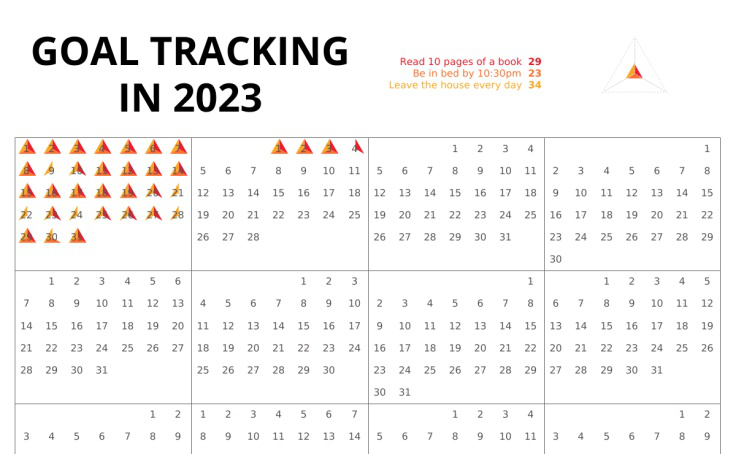 GOAL TRACKING
IN 2023
Read 10 pages of a book 29
Be in bed by 10:30pm 23
Leave the house every day 34
1 2 3 4 5 6 7
8 9 10 11 12 13 14
15 16 17 18 19 20 21
22 23 24 25 26 27 28
29 30 31
1 2 3 4
5 6 7 8 9 10 11
12 13 14 15 16 17 18
19 20 21 22 23 24 25
26 27 28
1 2 3 4
5 6 7 8 9 10 11
12 13 14 15 16 17 18
19 20 21 22 23 24 25
26 27 28 29 30 31
1
2 3 4 5 6 7 8
9 10 11 12 13 14 15
16 17 18 19 20 21 22
23 24 25 26 27 28 29
30
1 2 3 4 5 6
7 8 9 10 11 12 13
14 15 16 17 18 19 20
21 22 23 24 25 26 27
28 29 30 31
1 2 3
4 5 6 7 8 9 10
11 12 13 14 15 16 17
18 19 20 21 22 23 24
25 26 27 28 29 30
1
2 3 4 5 6 7 8
9 10 11 12 13 14 15
16 17 18 19 20 21 22
23 24 25 26 27 28 29
30 31
1 2 3 4 5
6 7 8 9 10 11 12
13 14 15 16 17 18 19
20 21 22 23 24 25 26
27 28 29 30 31
1 2
3 4 5 6 7 8 9
1 2 3 4 5 6 7
8 9 10 11 12 13 14
1 2 3 4
5 6 7 8 9 10 11
1 2
3 4 5 6 7 8 9